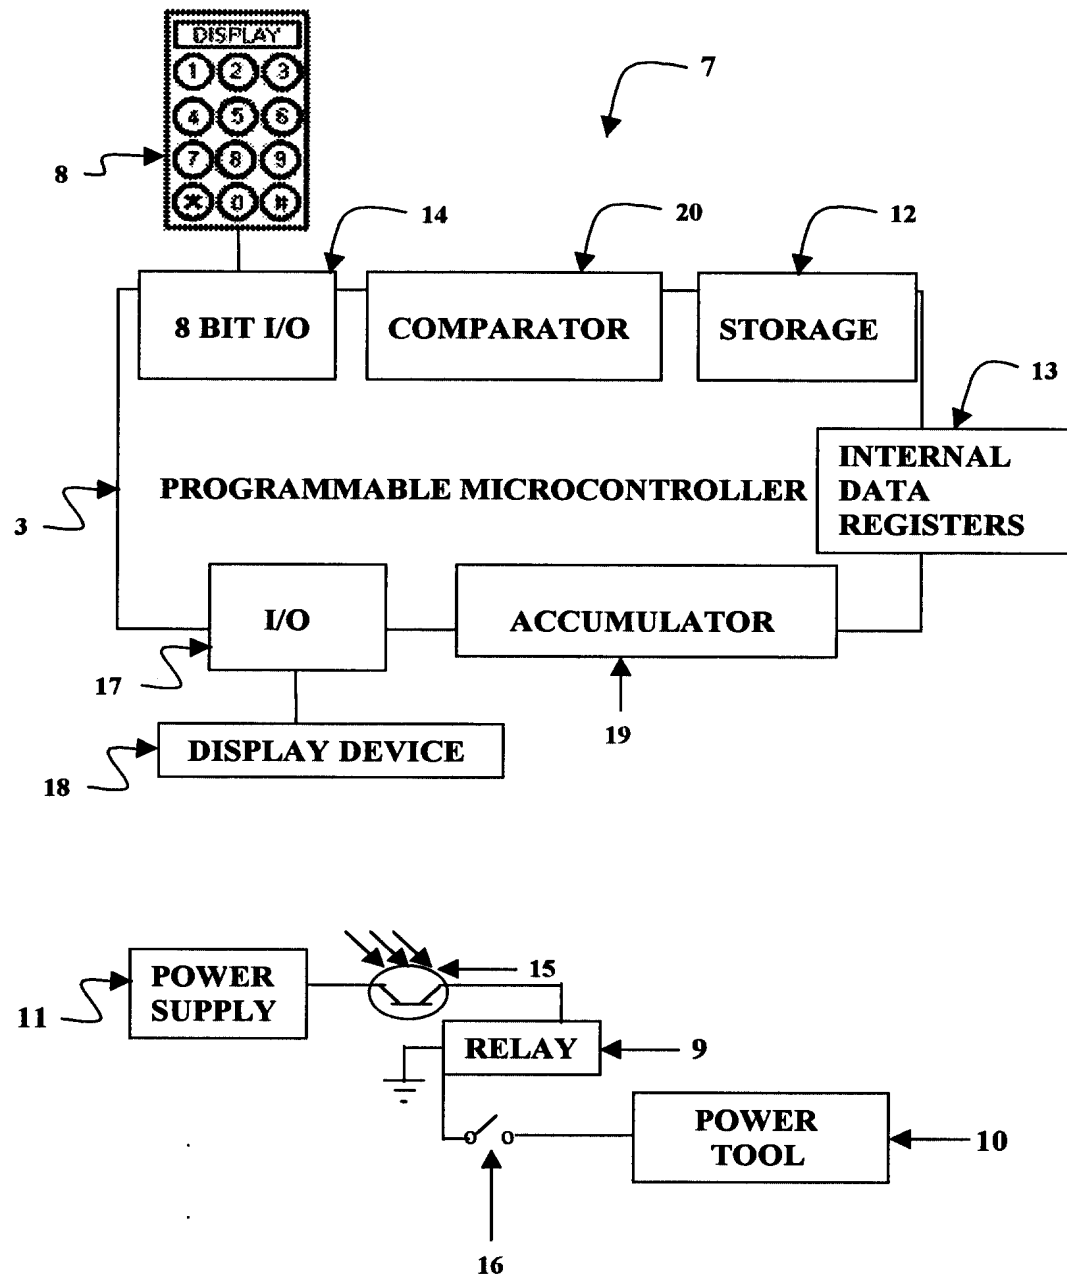 DISPLAY
1 2 3
4 5 6
7 8 9
* 0 #
7
8
14
20
12
8 BIT I/O
COMPARATOR
STORAGE
13
INTERNAL
DATA
REGISTERS
PROGRAMMABLE MICROCONTROLLER
3
I/O
ACCUMULATOR
17
19
DISPLAY DEVICE
18
POWER
SUPPLY
11
15
RELAY
9
POWER
TOOL
10
16